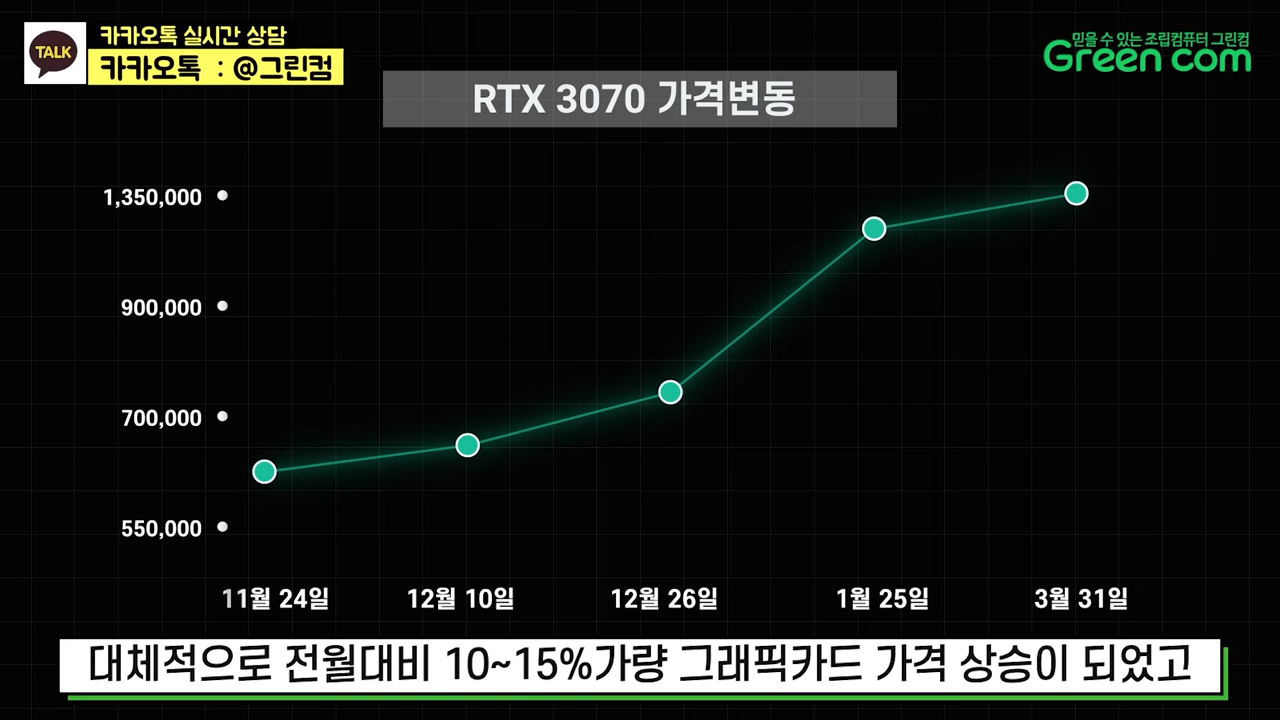 TALK
카카오톡 실시간 상담
카카오톡 : @그린컴
믿을 수 있는 조립컴퓨터 그린컴
Green com
RTX 3070 가격변동
1,350,000
900,000
700,000
550,000
11월 24일
12월 10일
12월 26일
1월 25일
3월 31일
대체적으로 전월대비 10~15%가량 그래픽카드 가격 상승이 되었고